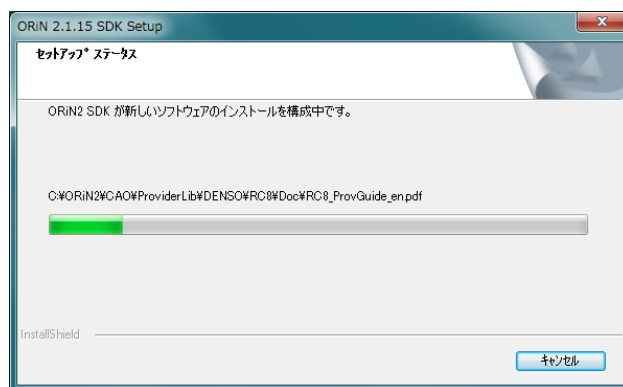 ORiN 2.1.15 SDK Setup
セットアップ ステータス
ORiN2 SDK が新しいソフトウェアのインストールを構成中です。
C:¥ORiN2¥CAO¥ProviderLib¥DENSO¥RC8¥Doc¥RC8_ProvGuide_en.pdf
InstallShield
キャンセル